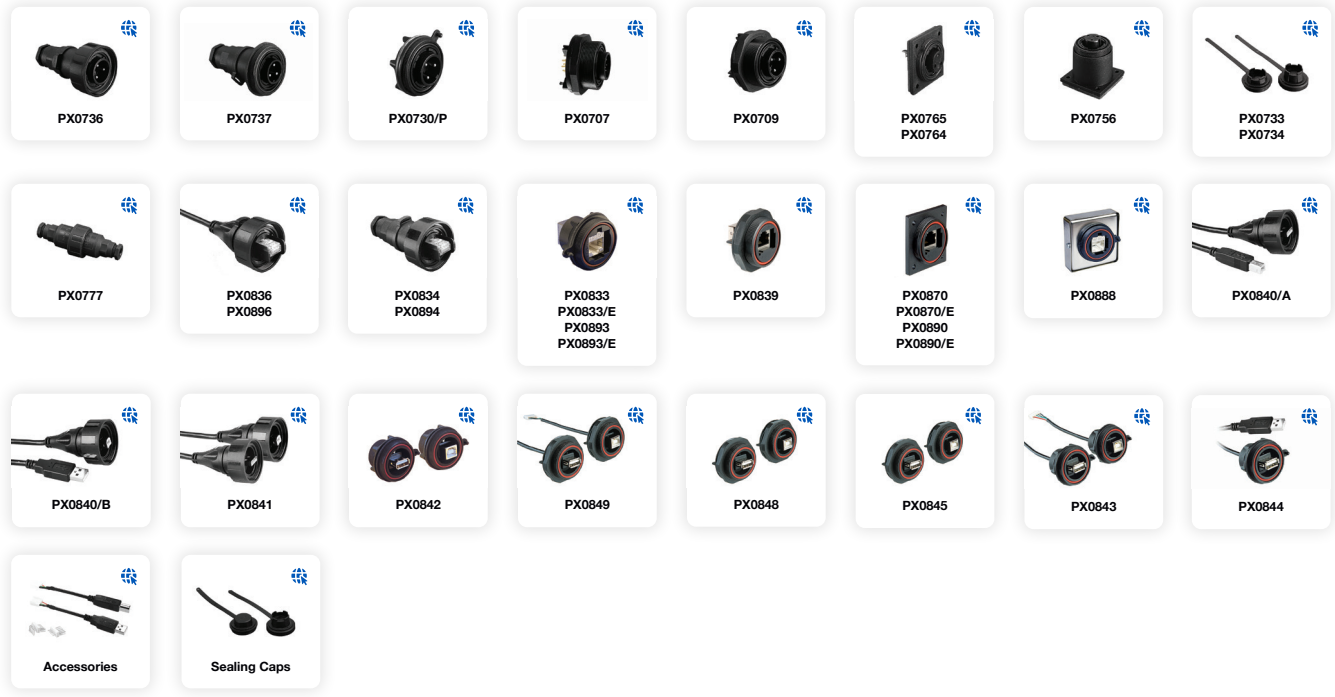 PX0736
PX0737
PX0730/P
PX0707
PX0709
PX0765
PX0764
PX0756
PX0733
PX0734
PX0777
PX0836
PX0896
PX0834
PX0894
PX0833
PX0833/E
PX0893
PX0893/E
PX0839
PX0870
PX0870/E
PX0890
PX0890/E
PX0888
PX0840/A
PX0840/B
PX0841
PX0842
PX0849
PX0848
PX0845
PX0843
PX0844
Accessories
Sealing Caps